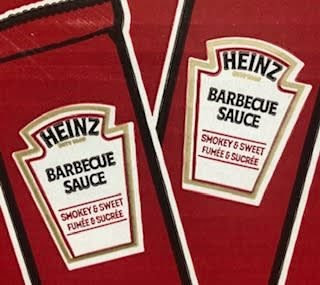 HEINZ
BARBECUE
SAUCE
SMOKEY & SWEET
FUMÉE & SUCRÉE
HEINZ
BARBECUE
SAUCE
SMOKEY & SWEET
FUMÉE & SUCRÉE